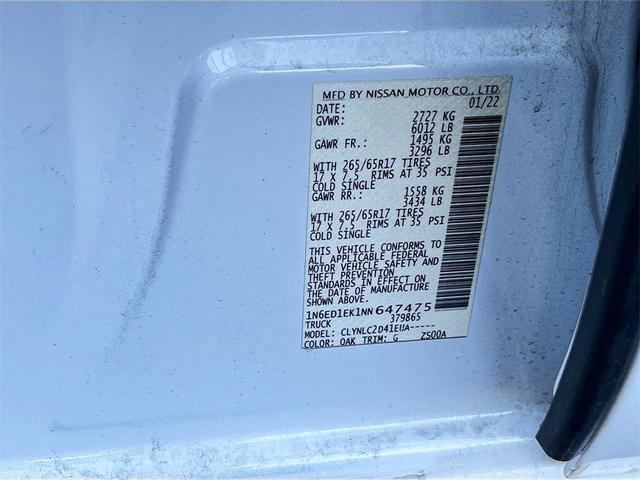 MFD BY NISSAN MOTOR CO., LTD.
DATE: 01/22
GVWR: 2727 KG
6012 LB
GAWR FR.: 1495 KG
3296 LB
WITH 265/65R17 TIRES
17 X 7.5 RIMS AT 35 PSI
COLD SINGLE
GAWR RR.: 1558 KG
3434 LB
WITH 265/65R17 TIRES
17 X 7.5 RIMS AT 35 PSI
COLD SINGLE
THIS VEHICLE CONFORMS TO
ALL APPLICABLE FEDERAL
MOTOR VEHICLE SAFETY AND
THEFT PREVENTION
STANDARDS IN EFFECT ON
THE DATE OF MANUFACTURE
SHOWN ABOVE.
1N6ED1EK1NN647475
TRUCK 379865
MODEL: CLYNLC2D41EUA-----
COLOR: QAK TRIM: G ZS00A